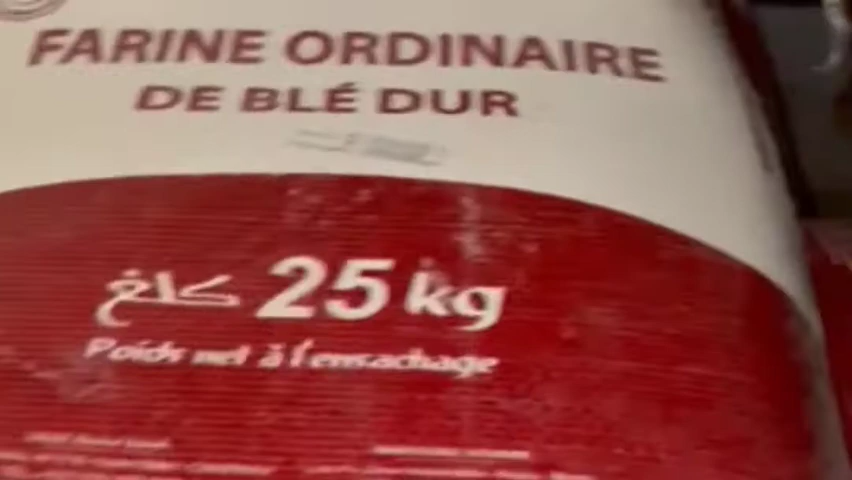 FARINE ORDINAIRE
DE BLÉ DUR
25 kg كلغ
Poids net à l'ensachage